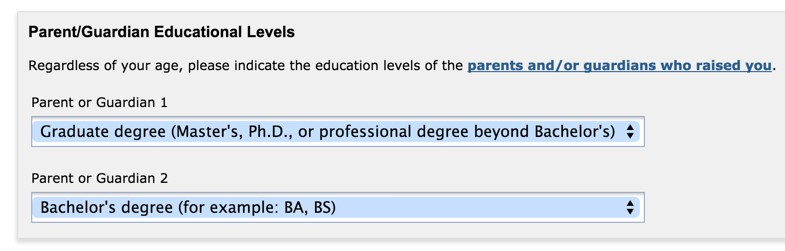 Parent/Guardian Educational Levels
Regardless of your age, please indicate the education levels of the parents and/or guardians who raised you.
Parent or Guardian 1
Graduate degree (Master's, Ph.D., or professional degree beyond Bachelor's)
Parent or Guardian 2
Bachelor's degree (for example: BA, BS)